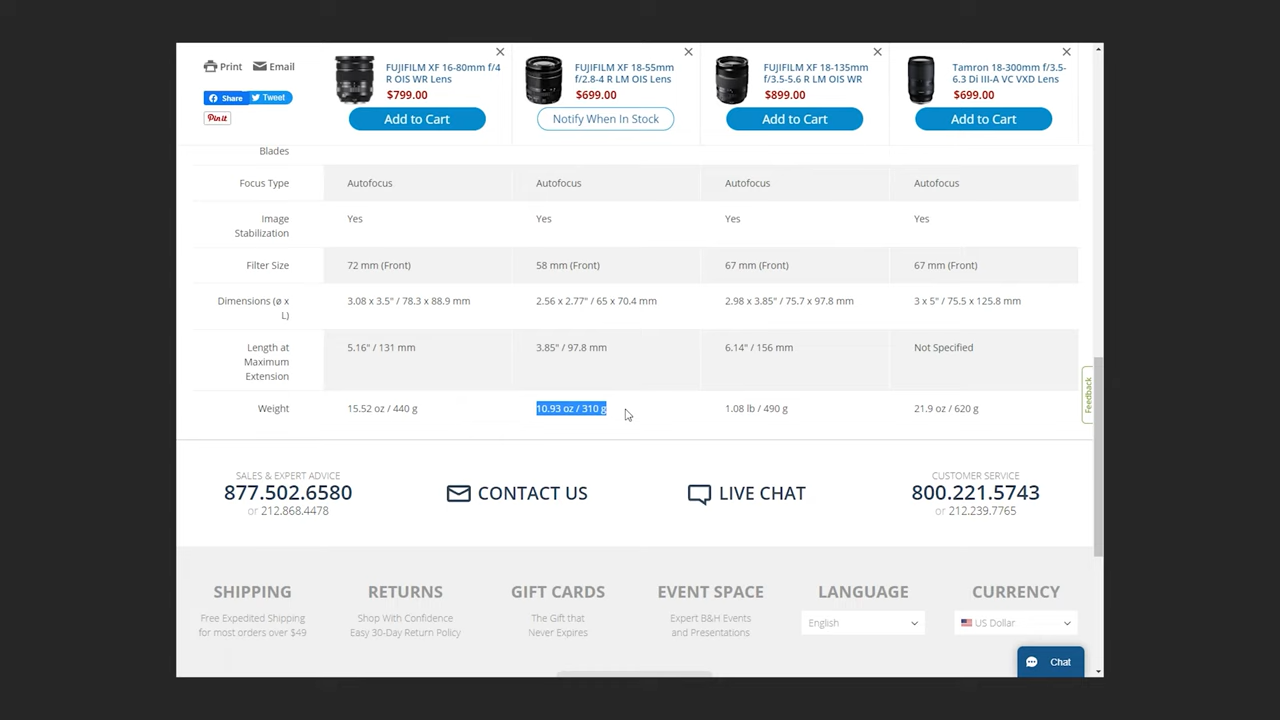 Print Email
Share Tweet
Pin it
FUJIFILM XF 16-80mm f/4
R OIS WR Lens
$799.00
Add to Cart
FUJIFILM XF 18-55mm
f/2.8-4 R LM OIS Lens
$699.00
Notify When In Stock
FUJIFILM XF 18-135mm
f/3.5-5.6 R LM OIS WR
$899.00
Add to Cart
Tamron 18-300mm f/3.5-
6.3 Di III-A VC VXD Lens
$699.00
Add to Cart
Blades
Focus Type Autofocus Autofocus Autofocus Autofocus
Image
Stabilization
Yes Yes Yes Yes
Filter Size 72 mm (Front) 58 mm (Front) 67 mm (Front) 67 mm (Front)
Dimensions (ø x
L)
3.08 x 3.5" / 78.3 x 88.9 mm 2.56 x 2.77" / 65 x 70.4 mm 2.98 x 3.85" / 75.7 x 97.8 mm 3 x 5" / 75.5 x 125.8 mm
Length at
Maximum
Extension
5.16" / 131 mm 3.85" / 97.8 mm 6.14" / 156 mm Not Specified
Weight 15.52 oz / 440 g 10.93 oz / 310 g 1.08 lb / 490 g 21.9 oz / 620 g
Feedback
SALES & EXPERT ADVICE
877.502.6580
or 212.868.4478
CONTACT US
LIVE CHAT
CUSTOMER SERVICE
800.221.5743
or 212.239.7765
SHIPPING
Free Expedited Shipping
for most orders over $49
RETURNS
Shop With Confidence
Easy 30-Day Return Policy
GIFT CARDS
The Gift that
Never Expires
EVENT SPACE
Expert B&H Events
and Presentations
LANGUAGE
English
CURRENCY
US Dollar
Chat